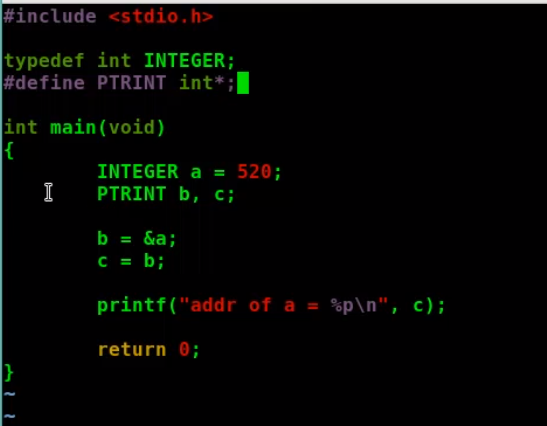 #include <stdio.h>
typedef int INTEGER;
#define PTRINT int*;
int main(void)
{
INTEGER a = 520;
PTRINT b, c;
b = &a;
c = b;
printf("addr of a = %p\n", c);
return 0;
}
~
~